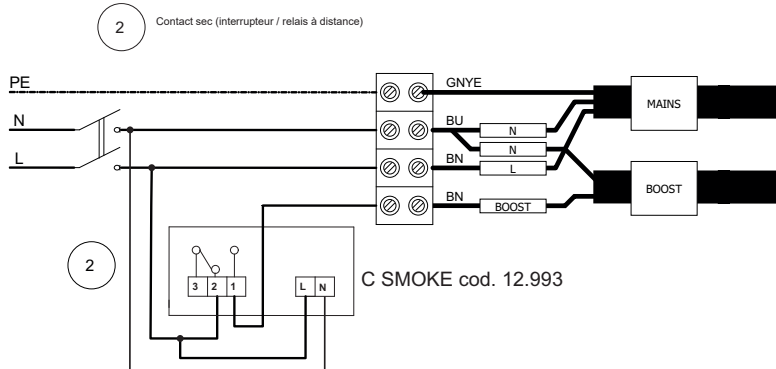 2
Contact sec (interrupteur / relais à distance)
PE
GNYE
MAINS
N
BU
N
N
L
BN
L
BOOST
BN
BOOST
2
3 2 1
L N
C SMOKE cod. 12.993